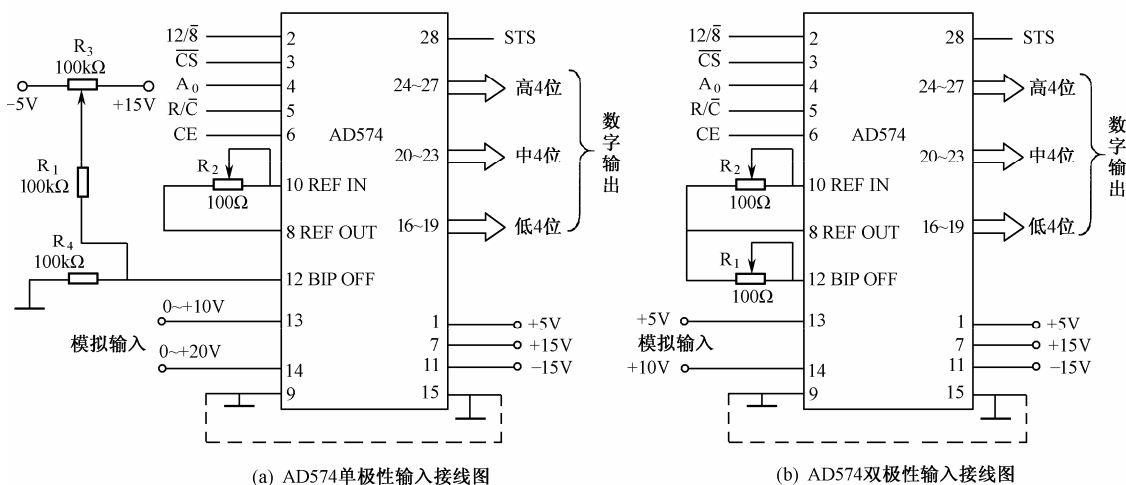 12/8̅
C̅S̅
A₀
R/C̅
CE
R₃
100kΩ
−5V
+15V
R₁
100kΩ
R₄
100kΩ
R₂
100Ω
2
3
4
5
6
10 REF IN
8 REF OUT
12 BIP OFF
13
14
9
AD574
28
24~27
20~23
16~19
1
7
11
15
STS
高4位
中4位
低4位
数字输出
0~+10V
模拟输入
0~+20V
+5V
+15V
−15V
(a) AD574单极性输入接线图
12/8̅
C̅S̅
A₀
R/C̅
CE
R₂
100Ω
R₁
100Ω
2
3
4
5
6
10 REF IN
8 REF OUT
12 BIP OFF
13
14
9
AD574
28
24~27
20~23
16~19
1
7
11
15
STS
高4位
中4位
低4位
数字输出
+5V
模拟输入
+10V
+5V
+15V
−15V
(b) AD574双极性输入接线图